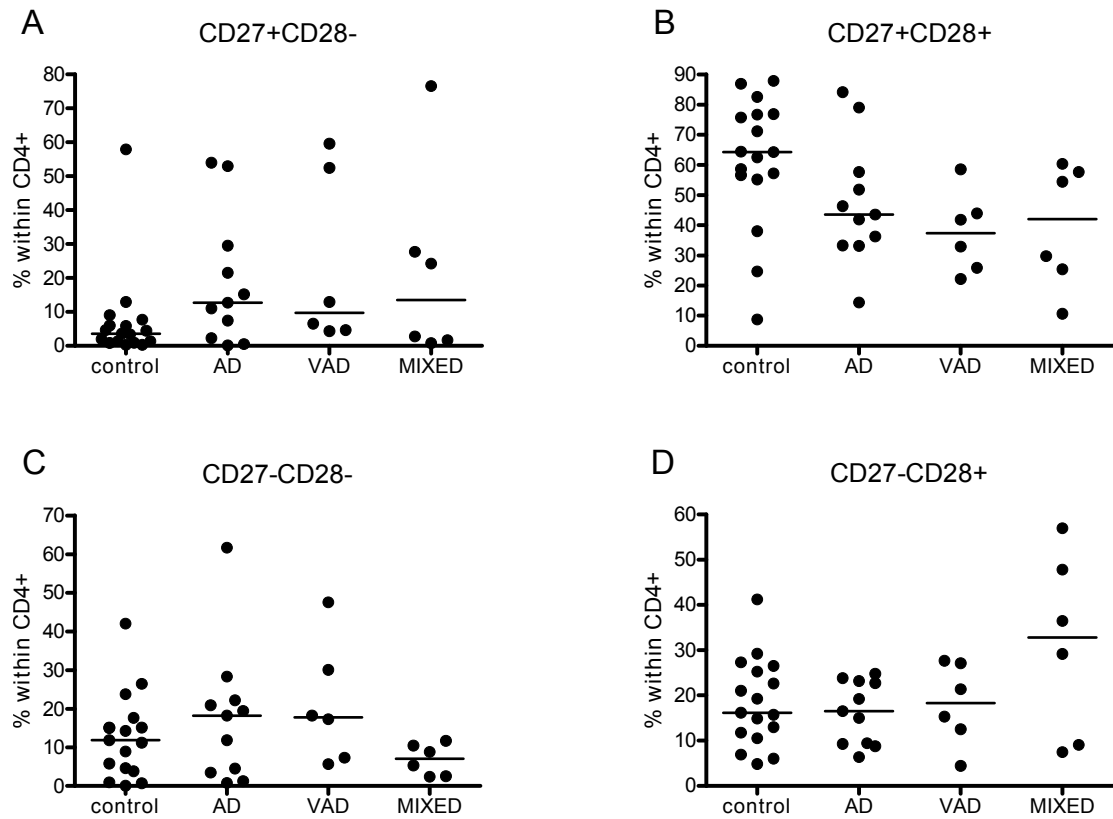 A
CD27+CD28-
% within CD4+
80
70
60
50
40
30
20
10
0
control AD VAD MIXED
B
CD27+CD28+
% within CD4+
90
80
70
60
50
40
30
20
10
0
control AD VAD MIXED
C
CD27-CD28-
% within CD4+
70
60
50
40
30
20
10
0
control AD VAD MIXED
D
CD27-CD28+
% within CD4+
60
50
40
30
20
10
0
control AD VAD MIXED